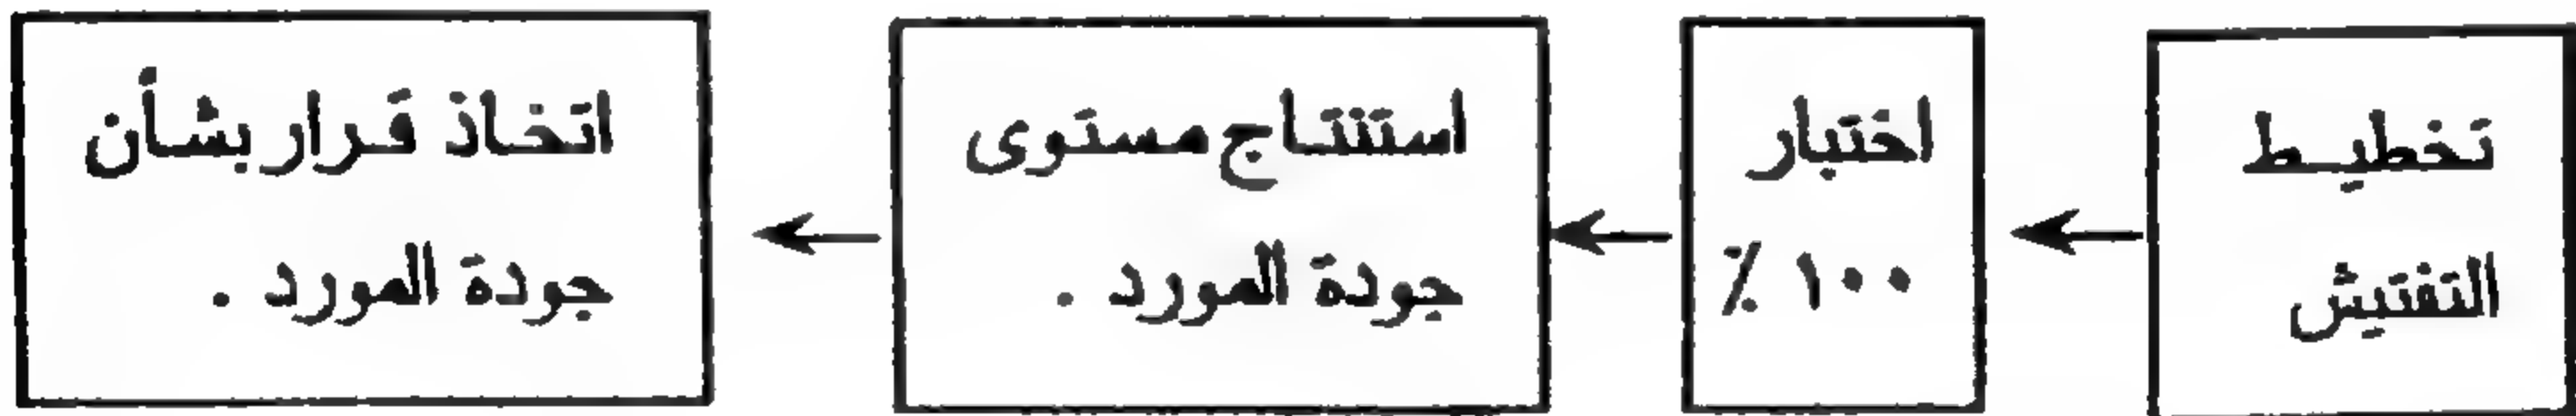 تخطيط
التفتيش
اختبار
١٠٠ ٪
استنتاج مستوى
جودة المورد .
اتخاذ قرار بشأن
جودة المورد .